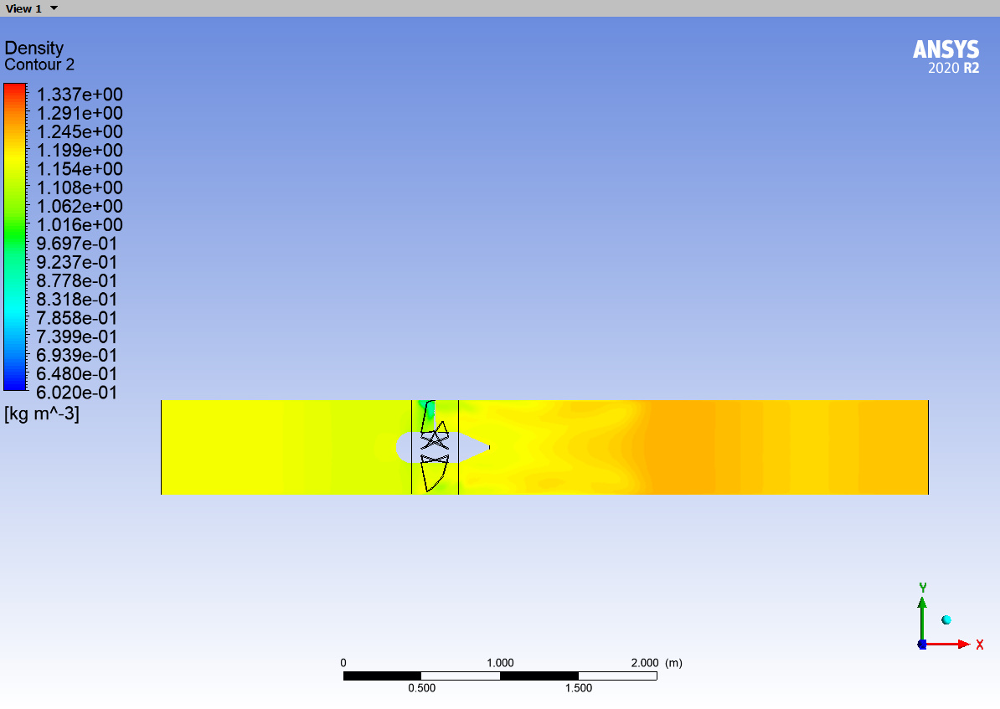 View 1
Density
Contour 2
1.337e+00
1.291e+00
1.245e+00
1.199e+00
1.154e+00
1.108e+00
1.062e+00
1.016e+00
9.697e-01
9.237e-01
8.778e-01
8.318e-01
7.858e-01
7.399e-01
6.939e-01
6.480e-01
6.020e-01
[kg m^-3]
ANSYS
2020 R2
Y
X
0 1.000 2.000 (m)
0.500 1.500